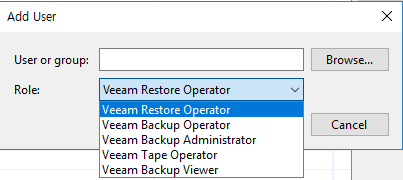 Add User
User or group:
Browse...
Role:
Veeam Restore Operator
Veeam Restore Operator
Veeam Backup Operator
Veeam Backup Administrator
Veeam Tape Operator
Veeam Backup Viewer
Cancel